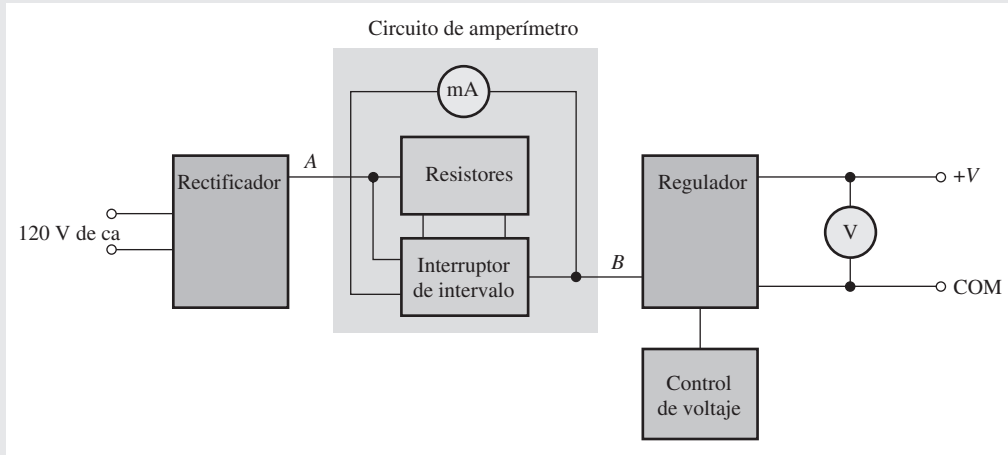 Circuito de amperímetro
mA
A
Rectificador
Resistores
Regulador
+V
120 V de ca
V
Interruptor
de intervalo
B
COM
Control
de voltaje